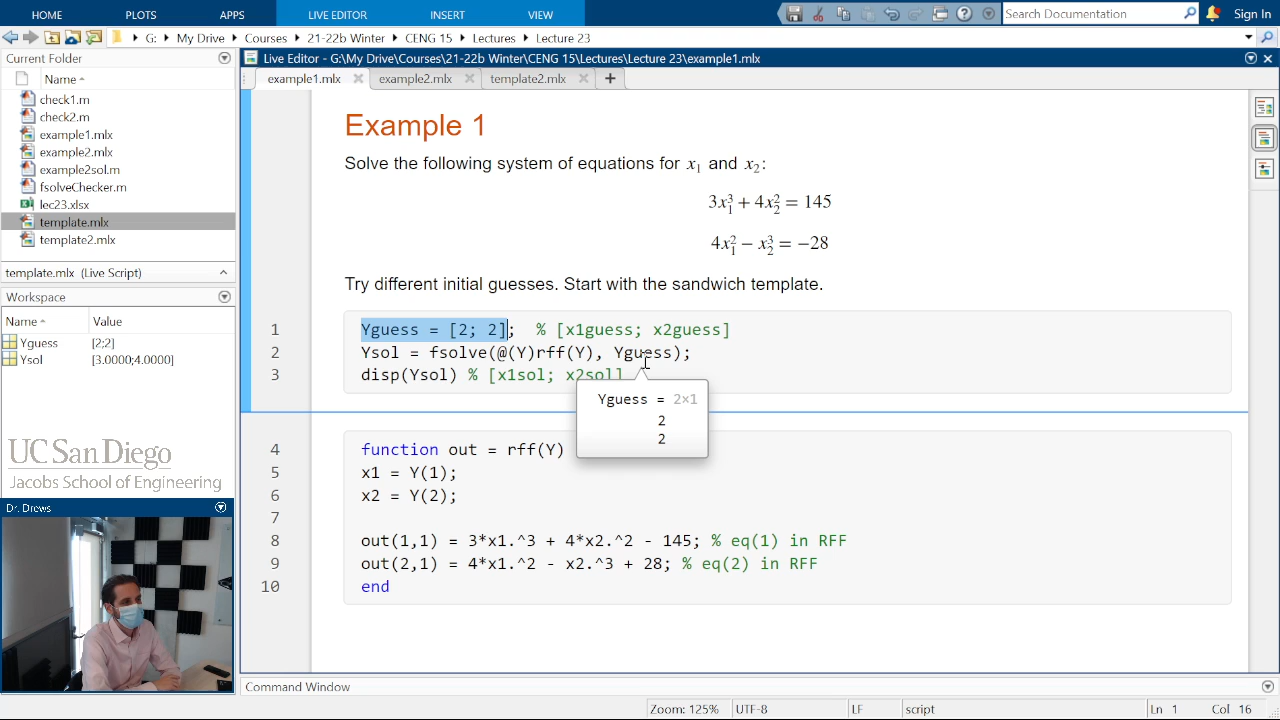 HOME PLOTS APPS LIVE EDITOR INSERT VIEW Search Documentation Sign In
G: My Drive Courses 21-22b Winter CENG 15 Lectures Lecture 23
Current Folder
Name
check1.m
check2.m
example1.mlx
example2.mlx
example2sol.m
fsolveChecker.m
lec23.xlsx
template.mlx
template2.mlx
template.mlx (Live Script)
Workspace
Name Value
Yguess [2;2]
Ysol [3.0000;4.0000]
UC San Diego
Jacobs School of Engineering
Dr. Drews
Live Editor - G:\My Drive\Courses\21-22b Winter\CENG 15\Lectures\Lecture 23\example1.mlx
example1.mlx example2.mlx template2.mlx
Example 1
Solve the following system of equations for x₁ and x₂:
3x₁³ + 4x₂² = 145
4x₁² − x₂³ = −28
Try different initial guesses. Start with the sandwich template.
1 Yguess = [2; 2]; % [x1guess; x2guess]
2 Ysol = fsolve(@(Y)rff(Y), Yguess);
3 disp(Ysol) % [x1sol; x2sol]
Yguess = 2×1
2
2
4 function out = rff(Y)
5 x1 = Y(1);
6 x2 = Y(2);
7
8 out(1,1) = 3*x1.^3 + 4*x2.^2 - 145; % eq(1) in RFF
9 out(2,1) = 4*x1.^2 - x2.^3 + 28; % eq(2) in RFF
10 end
Command Window
Zoom: 125% UTF-8 LF script Ln 1 Col 16